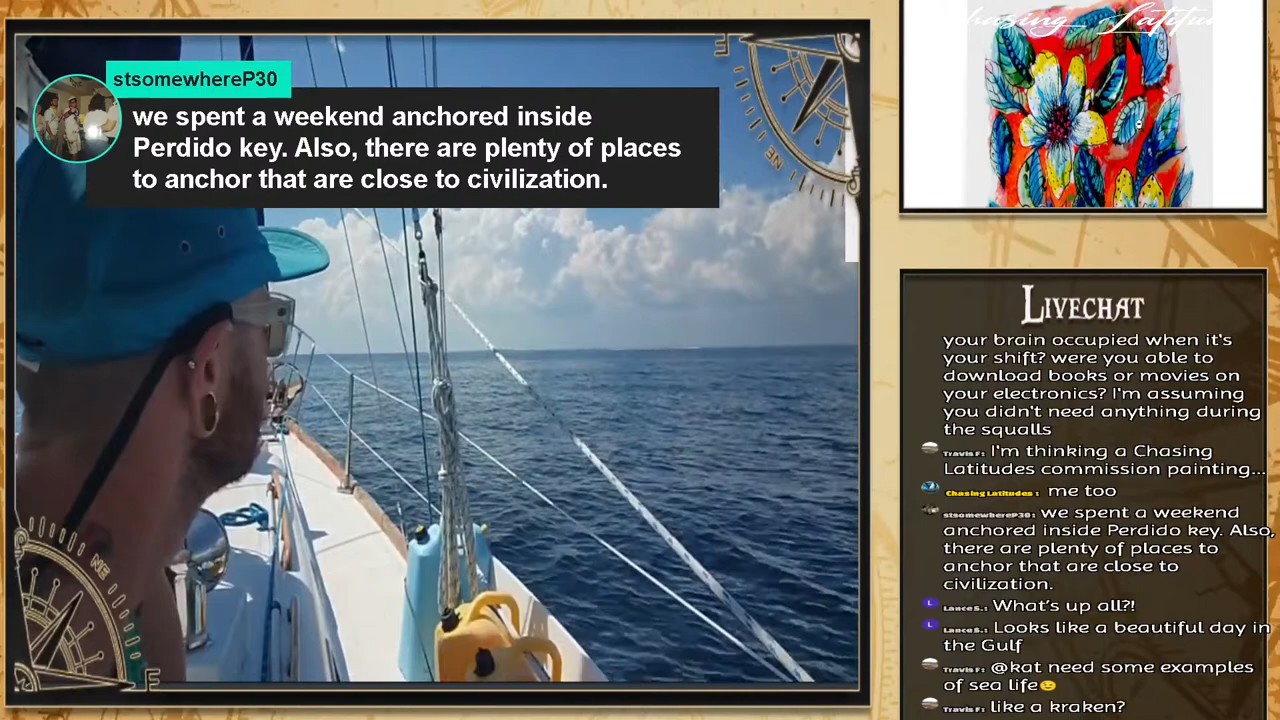 stsomewhereP30
we spent a weekend anchored inside
Perdido key. Also, there are plenty of places
to anchor that are close to civilization.
NE
E
NE
E
hasing Latitu
LIVECHAT
your brain occupied when it's
your shift? were you able to
download books or movies on
your electronics? I'm assuming
you didn't need anything during
the squalls
Travis F: I'm thinking a Chasing
Latitudes commission painting...
Chasing Latitudes : me too
stsomewhereP30: we spent a weekend
anchored inside Perdido key. Also,
there are plenty of places to
anchor that are close to
civilization.
L Lance S.: What's up all?!
L Lance S.: Looks like a beautiful day in
the Gulf
Travis F: @kat need some examples
of sea life😉
Travis F: like a kraken?